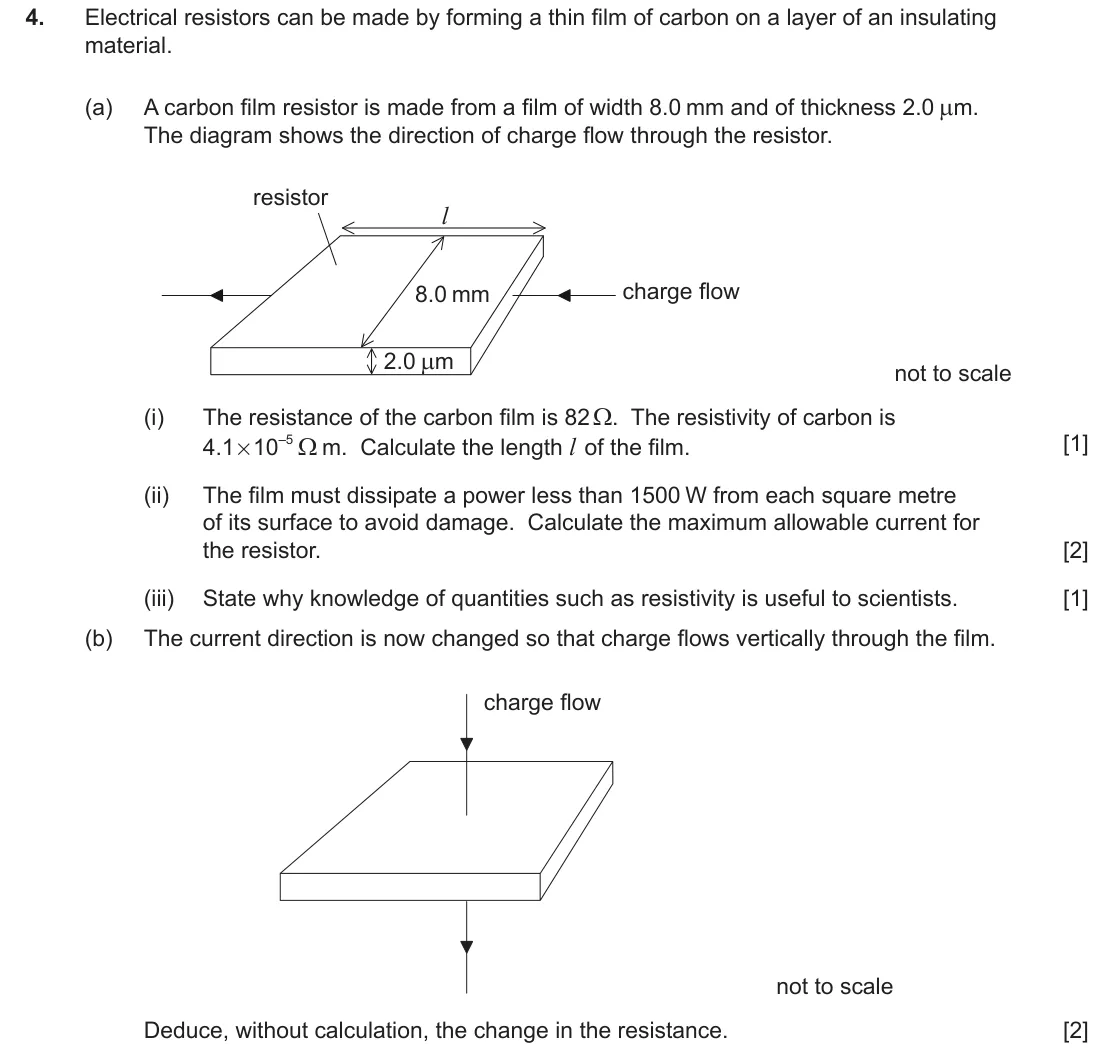 4. Electrical resistors can be made by forming a thin film of carbon on a layer of an insulating
material.
(a) A carbon film resistor is made from a film of width 8.0 mm and of thickness 2.0 μm.
The diagram shows the direction of charge flow through the resistor.
resistor
l
8.0 mm
charge flow
2.0 μm
not to scale
(i) The resistance of the carbon film is 82 Ω. The resistivity of carbon is
4.1×10⁻⁵ Ω m. Calculate the length l of the film. [1]
(ii) The film must dissipate a power less than 1500 W from each square metre
of its surface to avoid damage. Calculate the maximum allowable current for
the resistor. [2]
(iii) State why knowledge of quantities such as resistivity is useful to scientists. [1]
(b) The current direction is now changed so that charge flows vertically through the film.
charge flow
not to scale
Deduce, without calculation, the change in the resistance. [2]